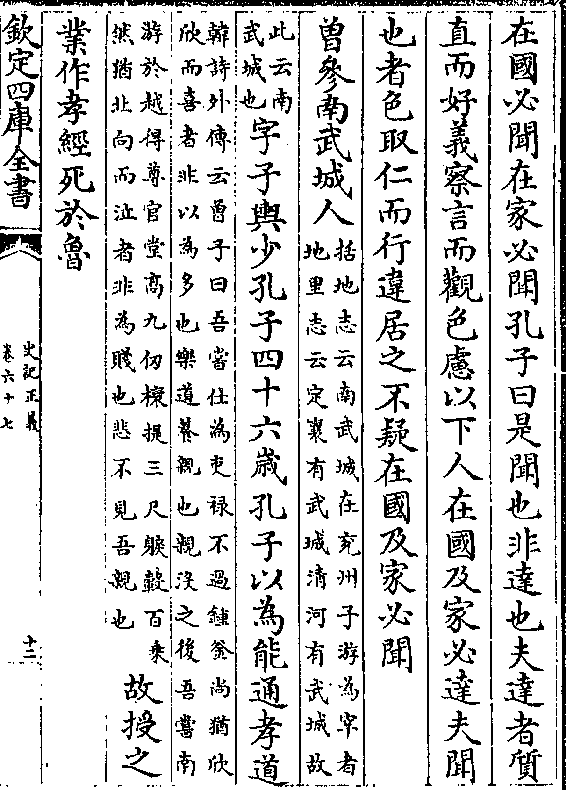 在國必聞在家必聞孔子曰是聞也非達也夫達者質
直而好義察言而觀色慮以下人在國及家必達夫聞
也者色取仁而行違居之不疑在國及家必聞
曾參南武城人
括地志云南武城在兖州子游為宰者
地里志云定襄有武城清河有武城故
此云南
武城也
字子輿少孔子四十六歲孔子以為能通孝道
韓詩外傳云曾子曰吾嘗仕為吏禄不過鍾釜尚猶欣
欣而喜者非以為多也樂道養親也親没之後吾嘗南
游於越得尊官堂高九仞榱提三尺躾轂百乘
然猶北向而泣者非為賤也悲不見吾親也
故授之
業作孝經死於魯
欽定四庫全書
史記正義
卷六十七
十二